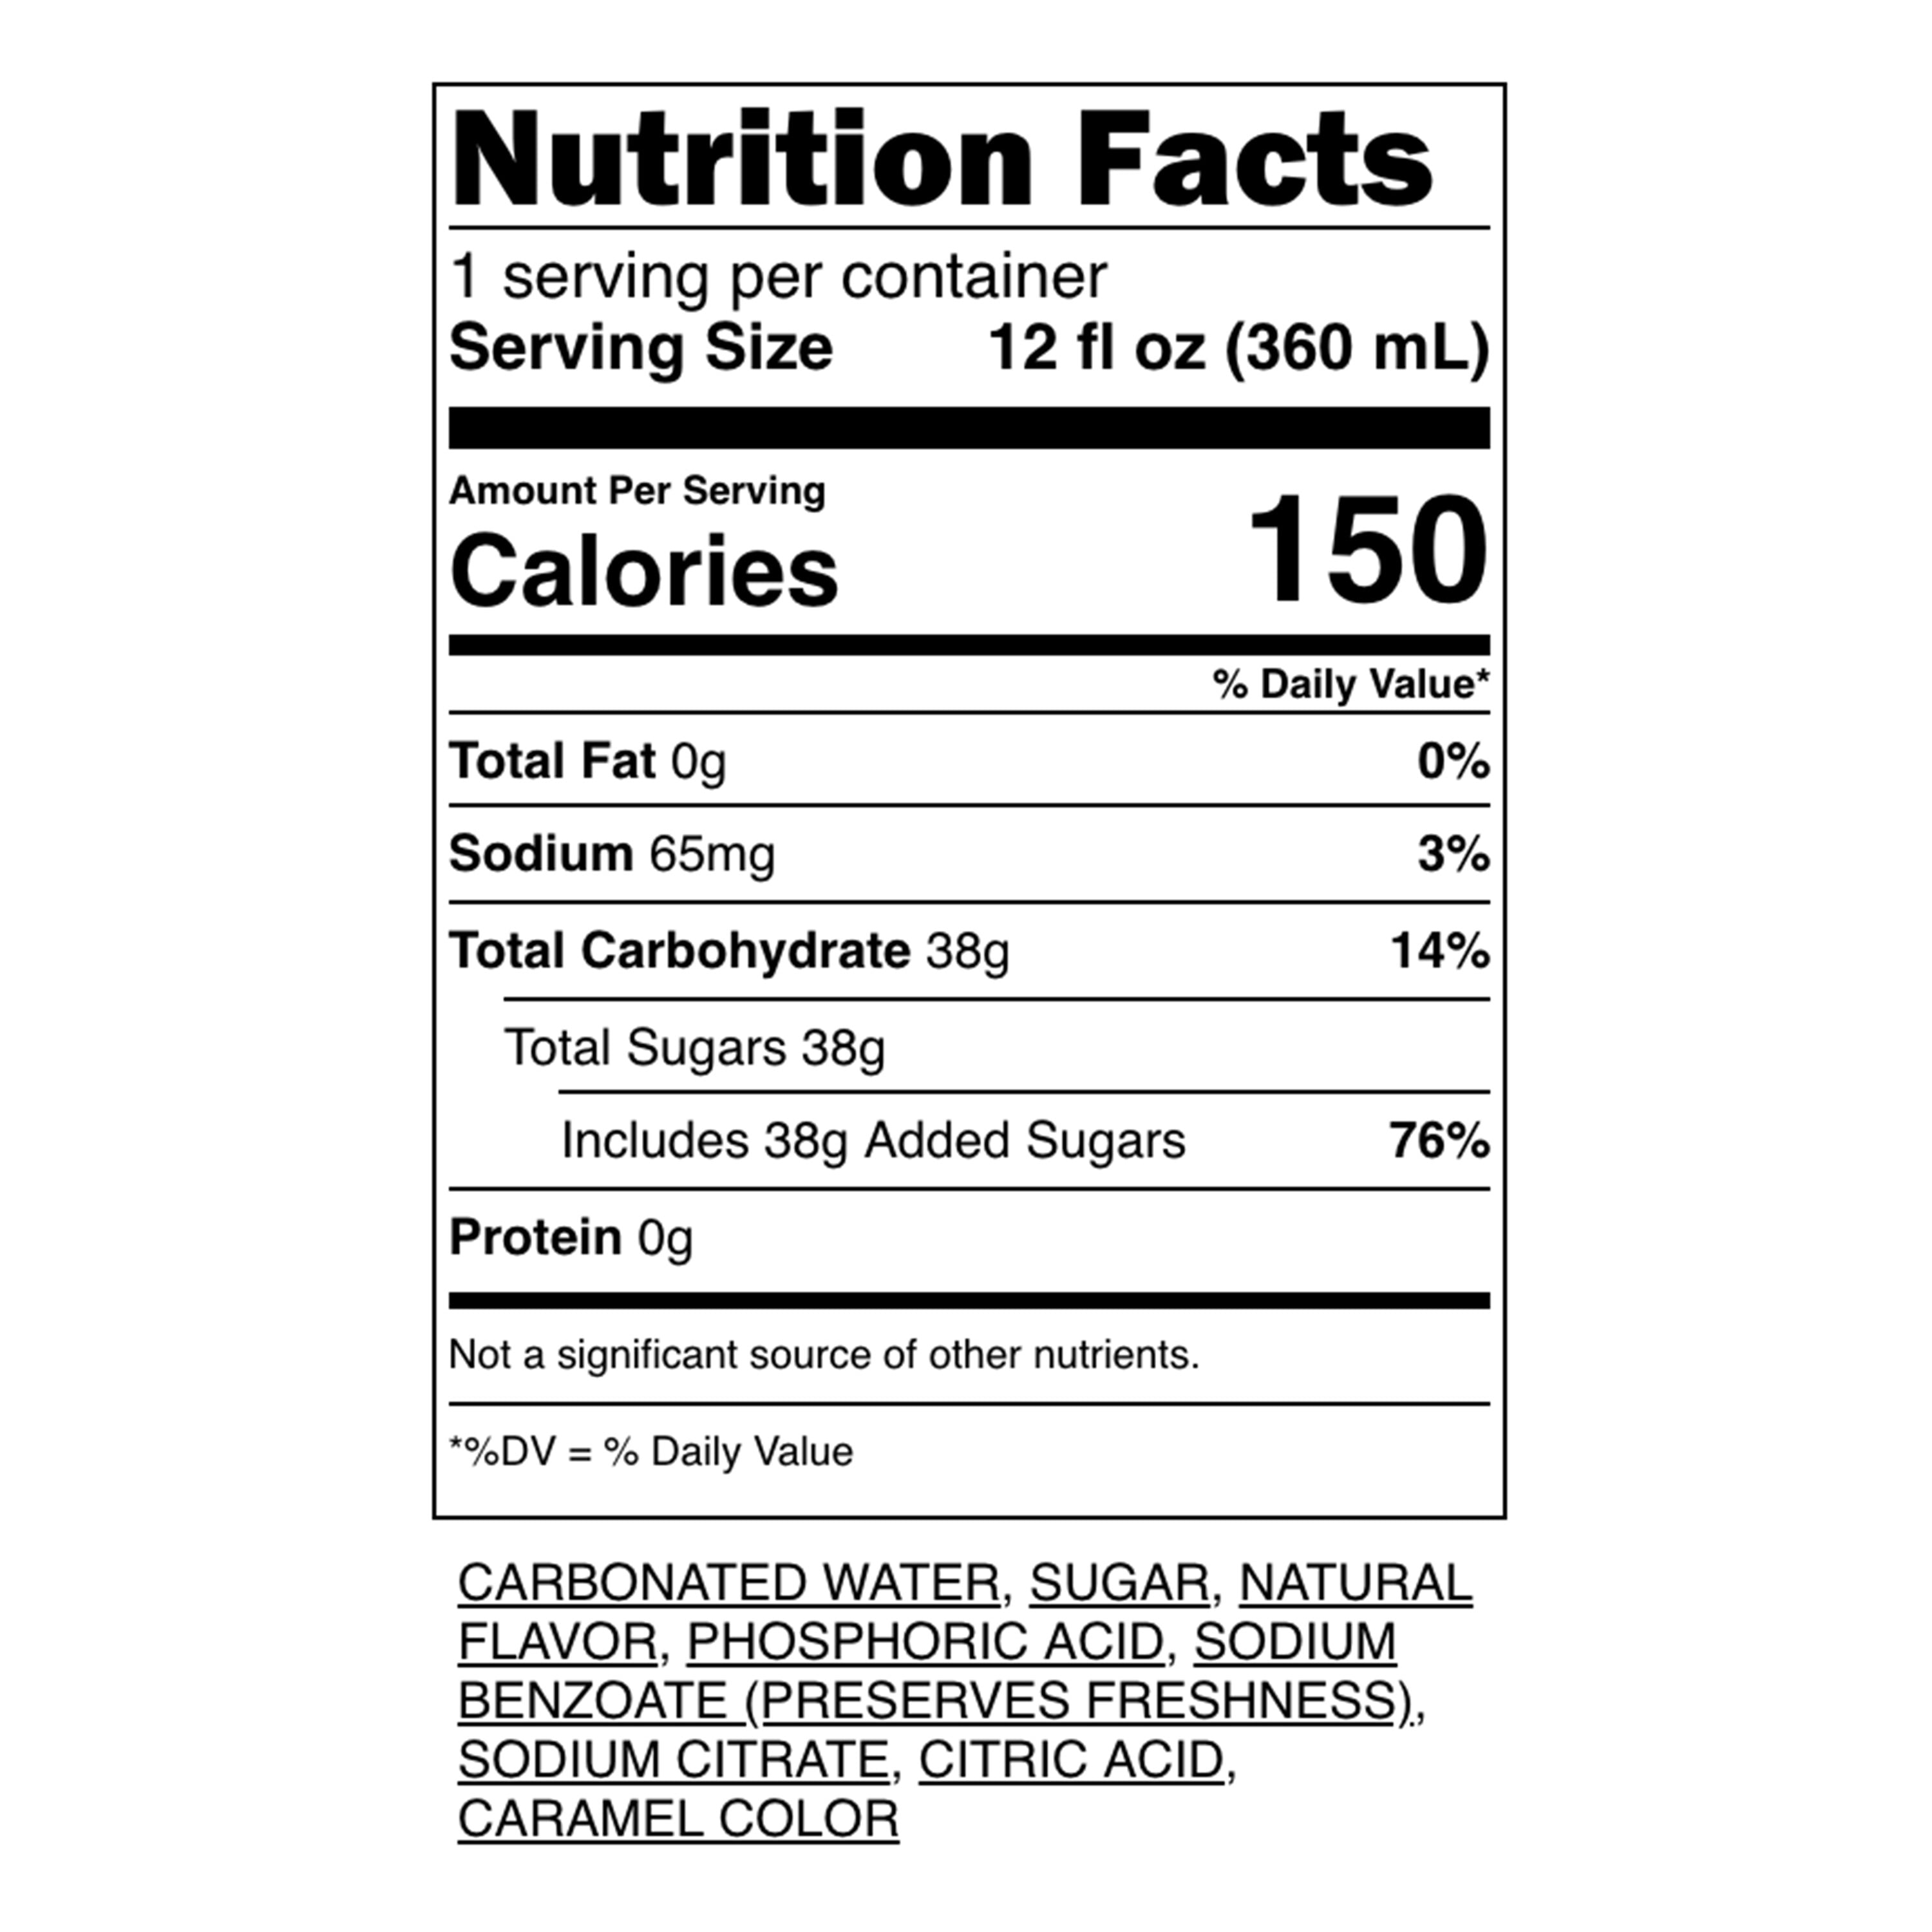 Nutrition Facts
1 serving per container
Serving Size 12 fl oz (360 mL)
Amount Per Serving
Calories 150
% Daily Value*
Total Fat 0g 0%
Sodium 65mg 3%
Total Carbohydrate 38g 14%
Total Sugars 38g
Includes 38g Added Sugars 76%
Protein 0g
Not a significant source of other nutrients.
*%DV = % Daily Value
CARBONATED WATER, SUGAR, NATURAL
FLAVOR, PHOSPHORIC ACID, SODIUM
BENZOATE (PRESERVES FRESHNESS),
SODIUM CITRATE, CITRIC ACID,
CARAMEL COLOR